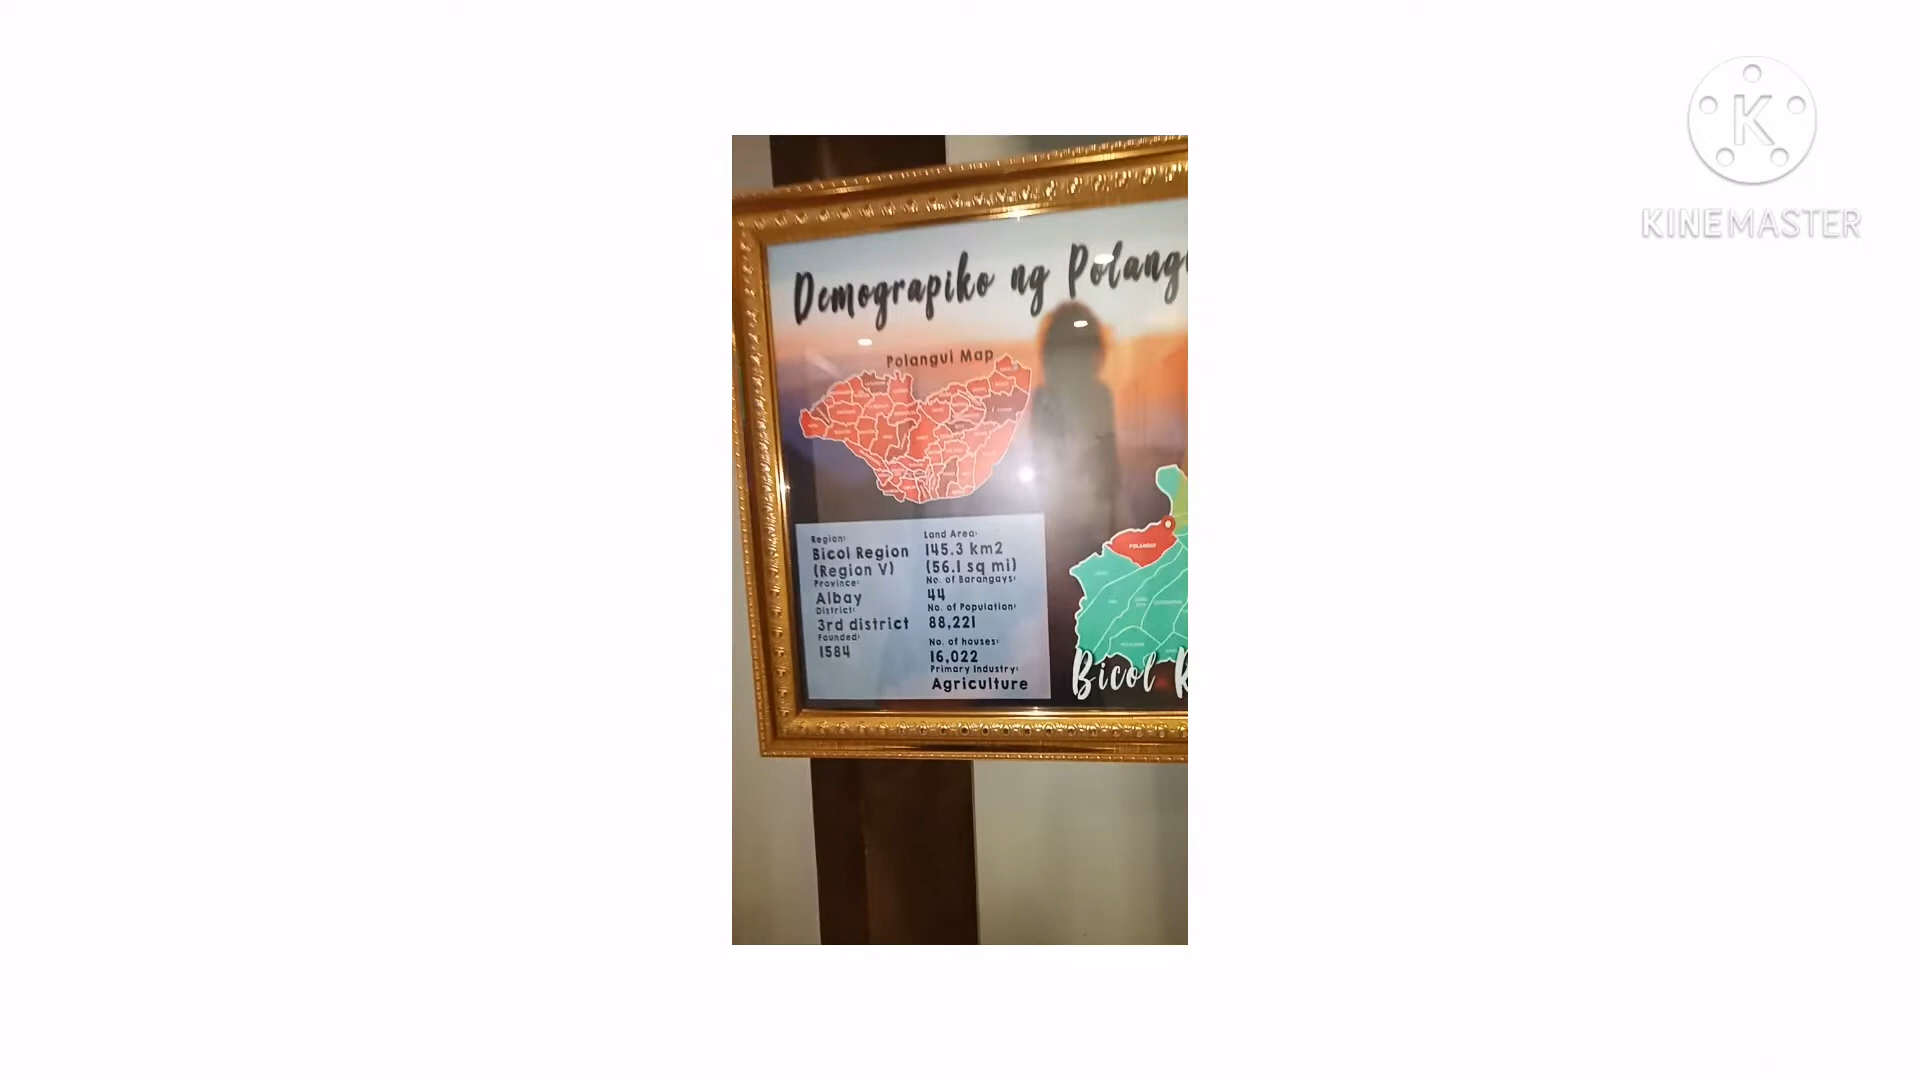 KINEMASTER
Demograpiko ng Polangu
Polangui Map
Region:
Bicol Region
(Region V)
Province:
Albay
District:
3rd district
Founded:
1584
Land Area:
145.3 km2
(56.1 sq mi)
No. of Barangays:
44
No. of Population:
88,221
No. of houses:
16,022
Primary Industry:
Agriculture
POLANGUI
Bicol